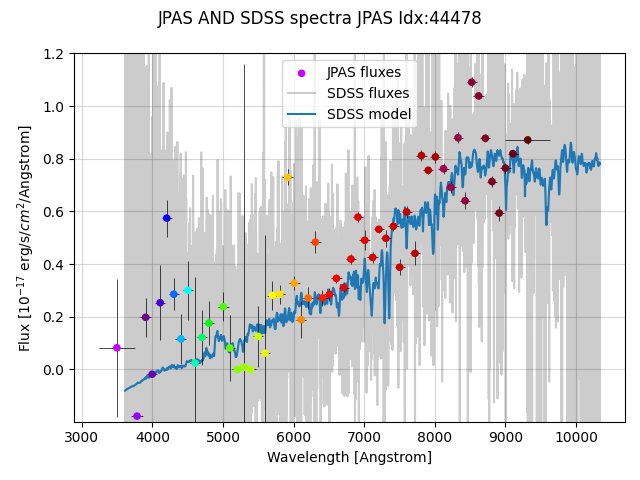 JPAS AND SDSS spectra JPAS Idx:44478
JPAS fluxes
SDSS fluxes
SDSS model
1.2
1.0
0.8
0.6
0.4
0.2
0.0
Flux [10⁻¹⁷ erg/s/cm²/Angstrom]
3000 4000 5000 6000 7000 8000 9000 10000
Wavelength [Angstrom]